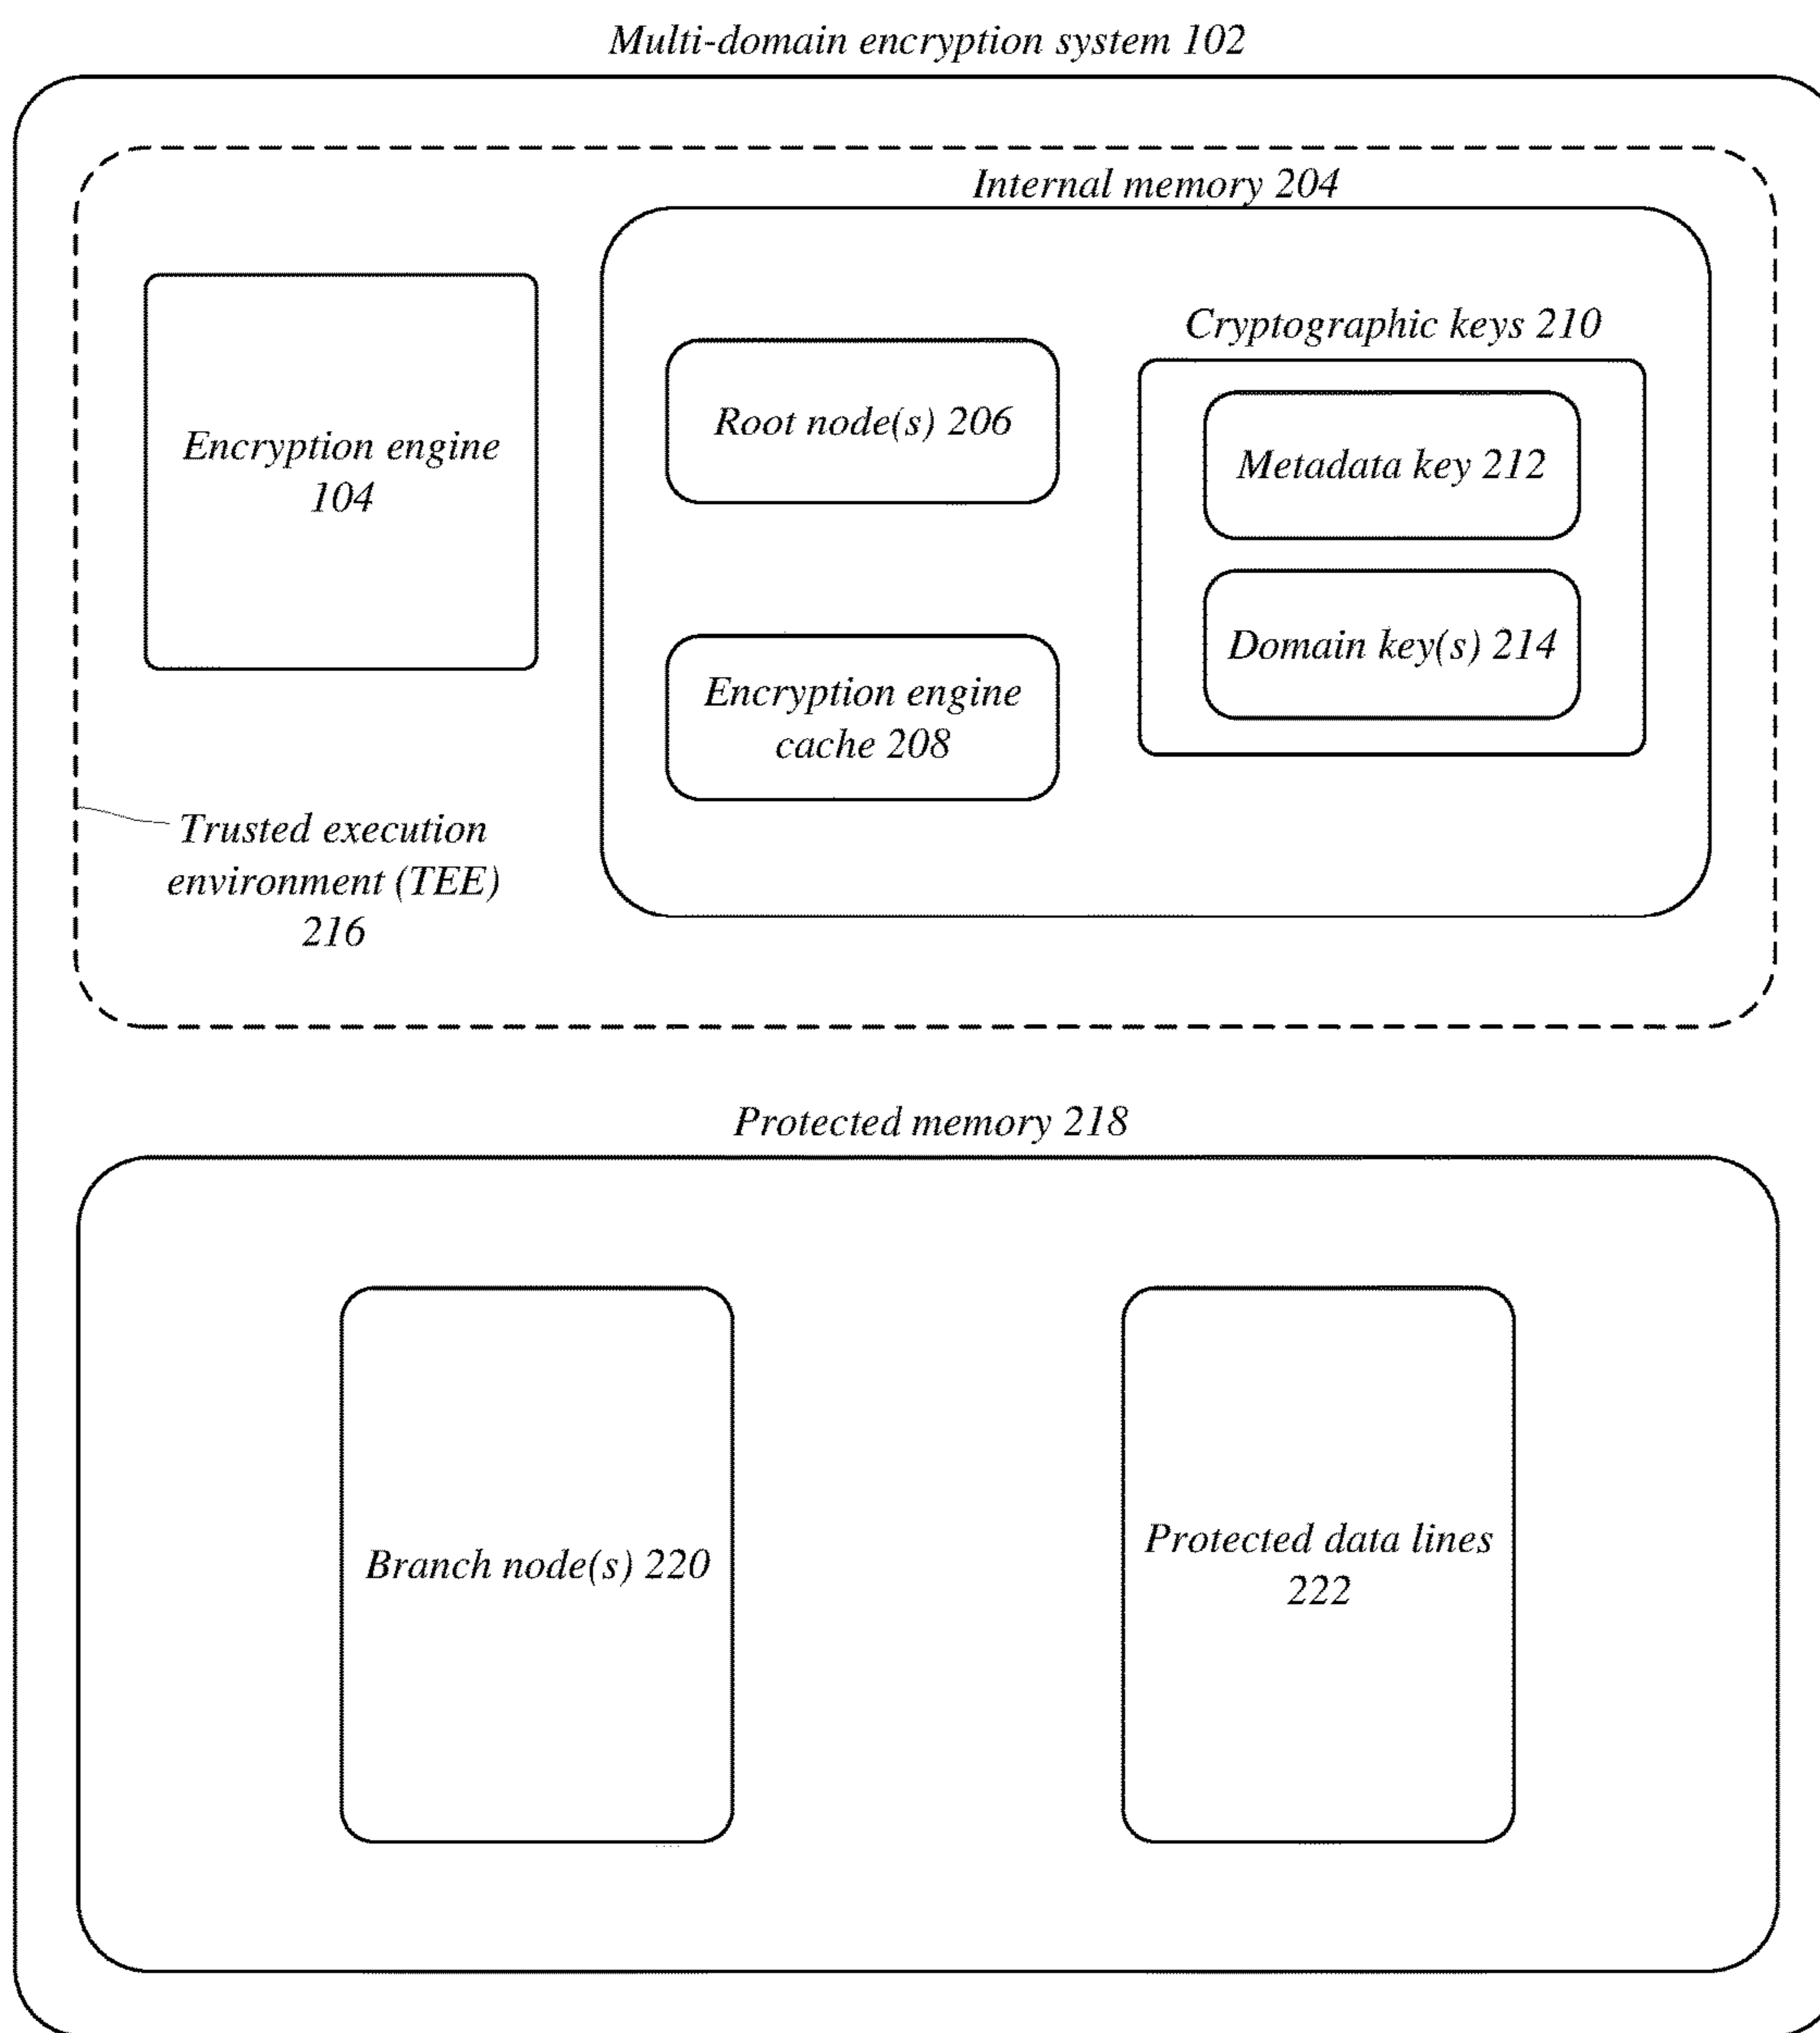 Multi-domain encryption system 102
Internal memory 204
Encryption engine
104
Root node(s) 206
Cryptographic keys 210
Metadata key 212
Domain key(s) 214
Encryption engine
cache 208
Trusted execution
environment (TEE)
216
Protected memory 218
Branch node(s) 220
Protected data lines
222